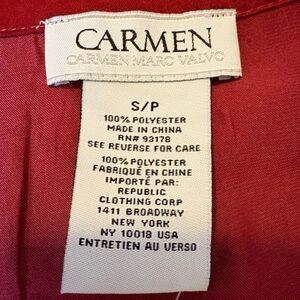 CARMEN
CARMEN MARC VALVO
S/P
100% POLYESTER
MADE IN CHINA
RN# 93178
SEE REVERSE FOR CARE
100% POLYESTER
FABRIQUÉ EN CHINE
IMPORTÉ PAR:
REPUBLIC
CLOTHING CORP
1411 BROADWAY
NEW YORK
NY 10018 USA
ENTRETIEN AU VERSO